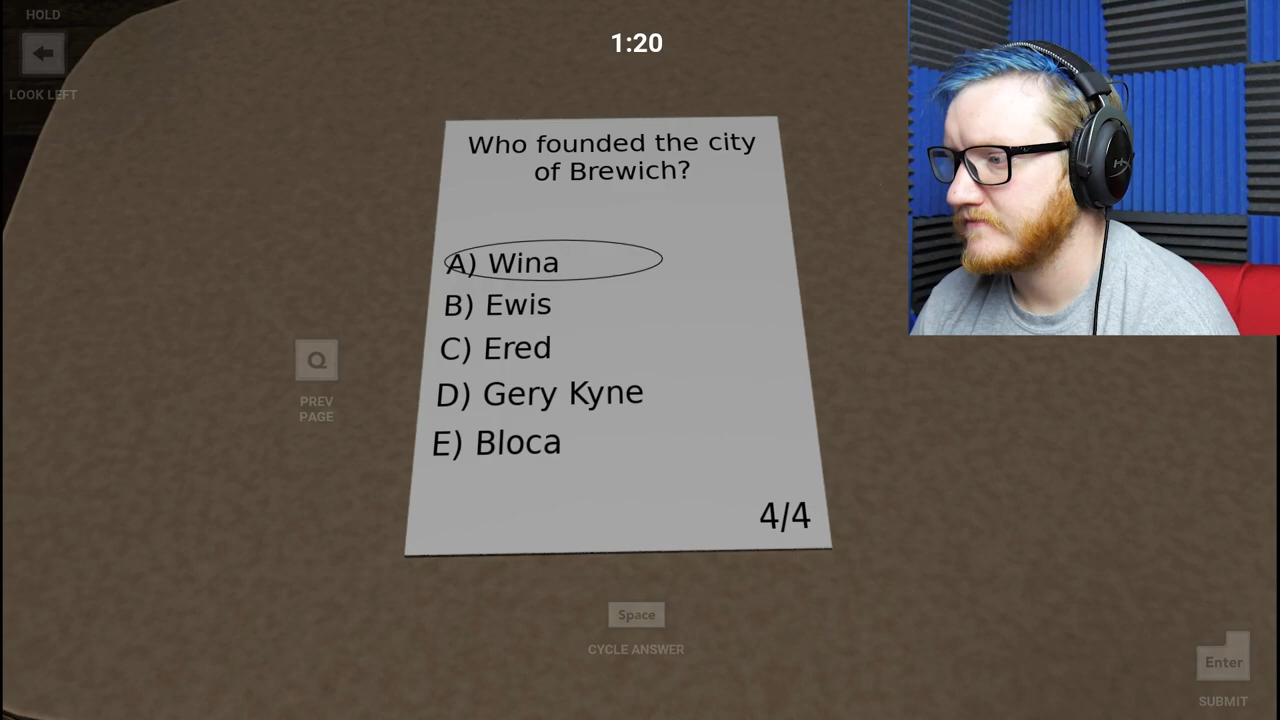 HOLD
LOOK LEFT
1:20
Who founded the city
of Brewich?
A) Wina
B) Ewis
C) Ered
D) Gery Kyne
E) Bloca
4/4
Q
PREV
PAGE
Space
CYCLE ANSWER
Enter
SUBMIT